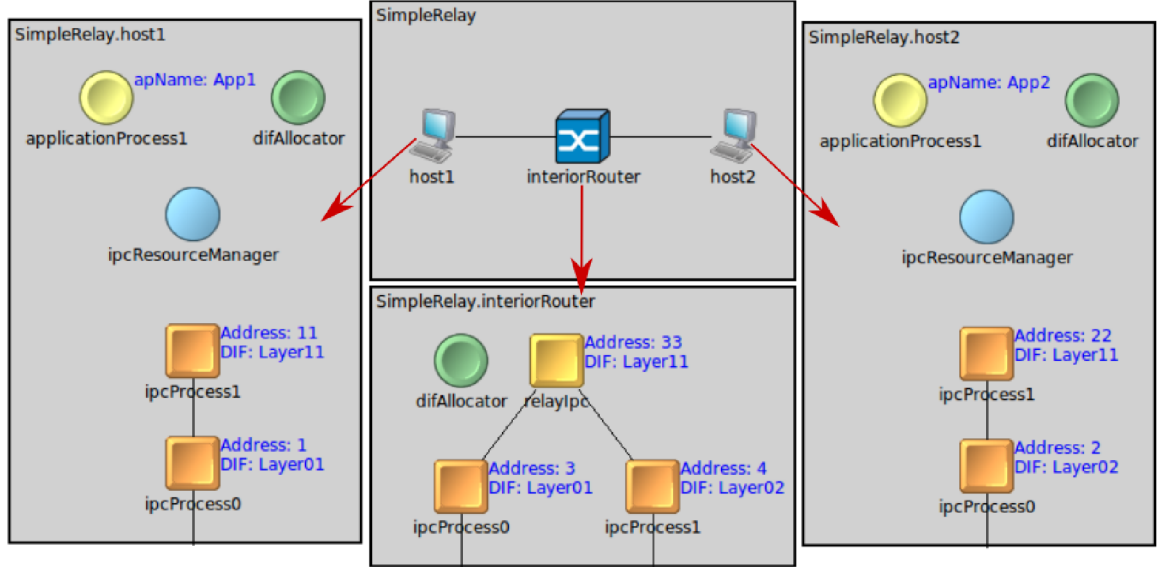 SimpleRelay.host1
apName: App1
applicationProcess1
difAllocator
ipcResourceManager
Address: 11
DIF: Layer11
ipcProcess1
Address: 1
DIF: Layer01
ipcProcess0
SimpleRelay
host1
interiorRouter
host2
SimpleRelay.interiorRouter
Address: 33
DIF: Layer11
difAllocator
relayIpc
Address: 3
DIF: Layer01
ipcProcess0
Address: 4
DIF: Layer02
ipcProcess1
SimpleRelay.host2
apName: App2
applicationProcess1
difAllocator
ipcResourceManager
Address: 22
DIF: Layer11
ipcProcess1
Address: 2
DIF: Layer02
ipcProcess0